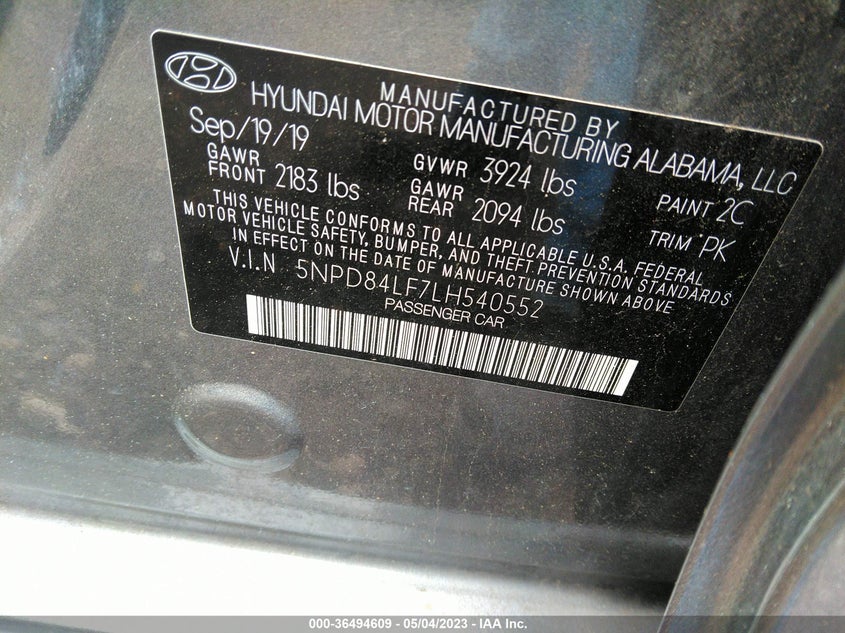 MANUFACTURED BY
HYUNDAI MOTOR MANUFACTURING ALABAMA, LLC
Sep/19/19
GVWR 3924 lbs
PAINT 2C
GAWR FRONT 2183 lbs
GAWR REAR 2094 lbs
TRIM PK
THIS VEHICLE CONFORMS TO ALL APPLICABLE U.S.A. FEDERAL
MOTOR VEHICLE SAFETY, BUMPER, AND THEFT PREVENTION STANDARDS
IN EFFECT ON THE DATE OF MANUFACTURE SHOWN ABOVE
V.I.N 5NPD84LF7LH540552
PASSENGER CAR
000-36494609 - 05/04/2023 - IAA Inc.